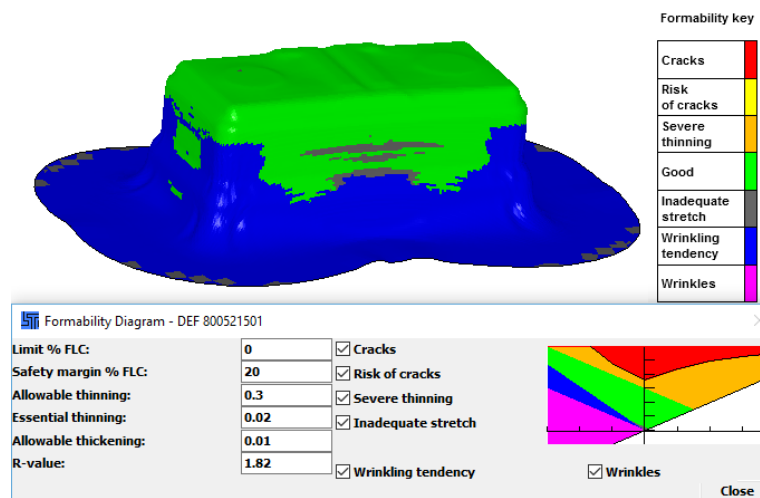 Formability key
Cracks
Risk
of cracks
Severe
thinning
Good
Inadequate
stretch
Wrinkling
tendency
Wrinkles
Formability Diagram - DEF 800521501
Limit % FLC: 0 Cracks
Safety margin % FLC: 20 Risk of cracks
Allowable thinning: 0.3 Severe thinning
Essential thinning: 0.02 Inadequate stretch
Allowable thickening: 0.01
R-value: 1.82 Wrinkling tendency Wrinkles
Close